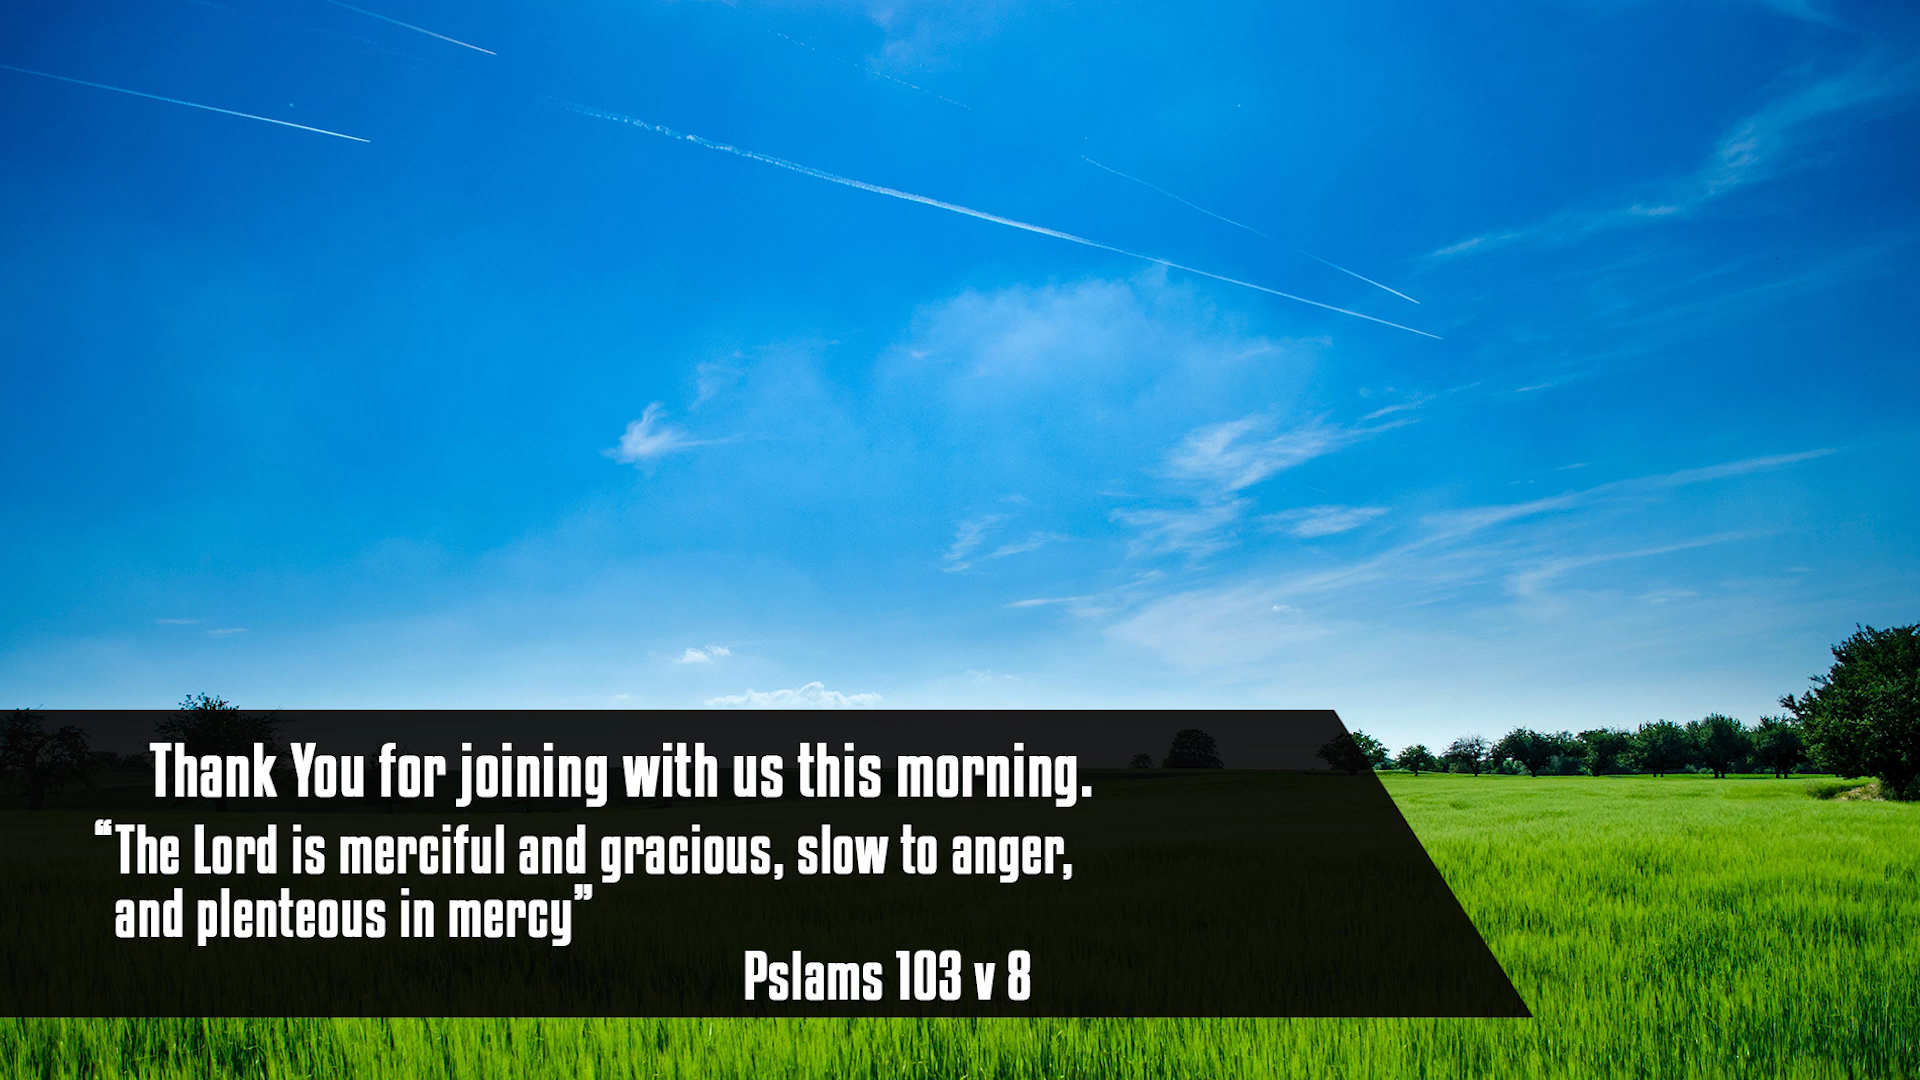 Thank You for joining with us this morning.
“The Lord is merciful and gracious, slow to anger,
and plenteous in mercy”
Pslams 103 v 8